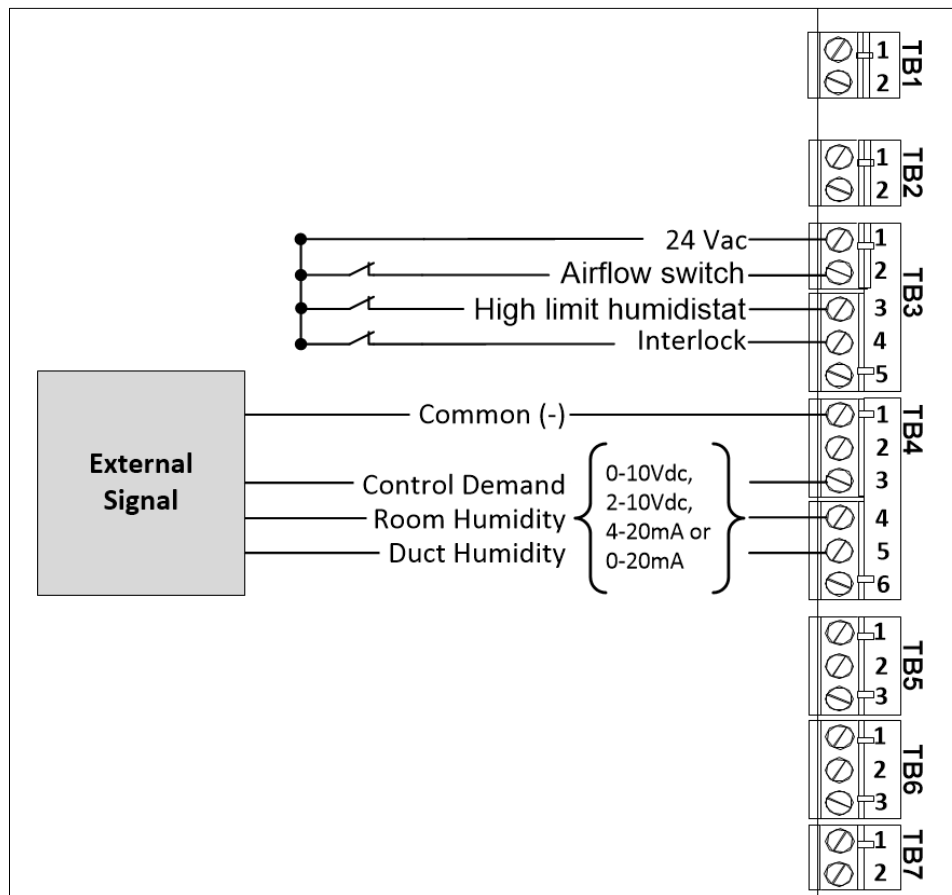 1
2
TB1
1
2
TB2
24 Vac
Airflow switch
High limit humidistat
Interlock
1
2
3
4
5
TB3
External
Signal
Common (-)
Control Demand
Room Humidity
Duct Humidity
0-10Vdc,
2-10Vdc,
4-20mA or
0-20mA
1
2
3
4
5
6
TB4
1
2
3
TB5
1
2
3
TB6
1
2
TB7